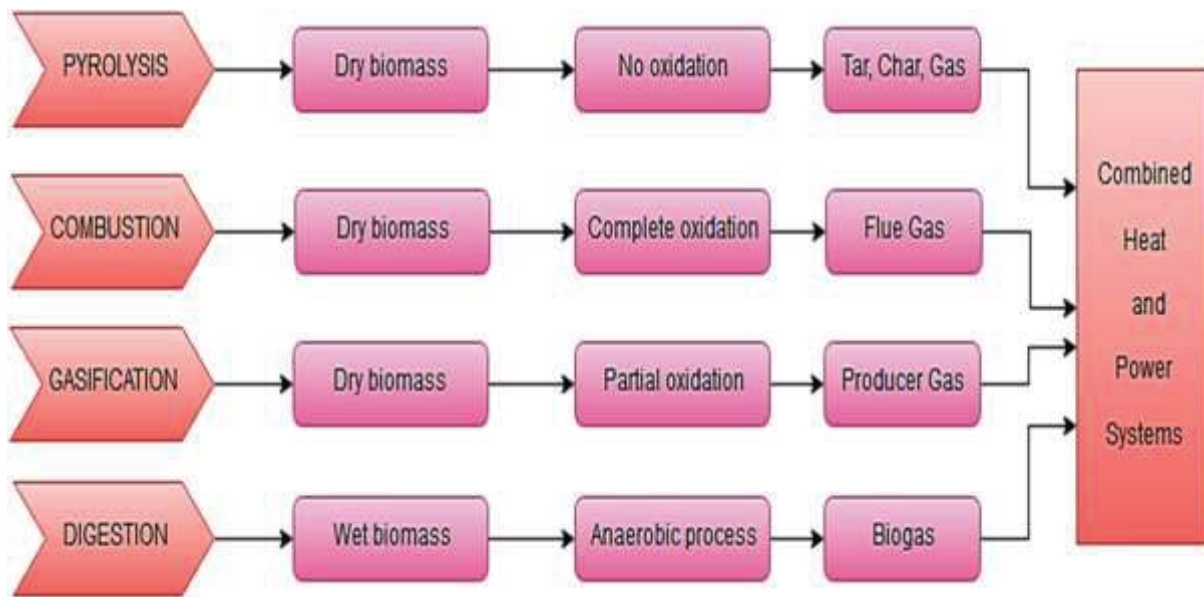 PYROLYSIS
Dry biomass
No oxidation
Tar, Char, Gas
COMBUSTION
Dry biomass
Complete oxidation
Flue Gas
GASIFICATION
Dry biomass
Partial oxidation
Producer Gas
DIGESTION
Wet biomass
Anaerobic process
Biogas
Combined
Heat
and
Power
Systems